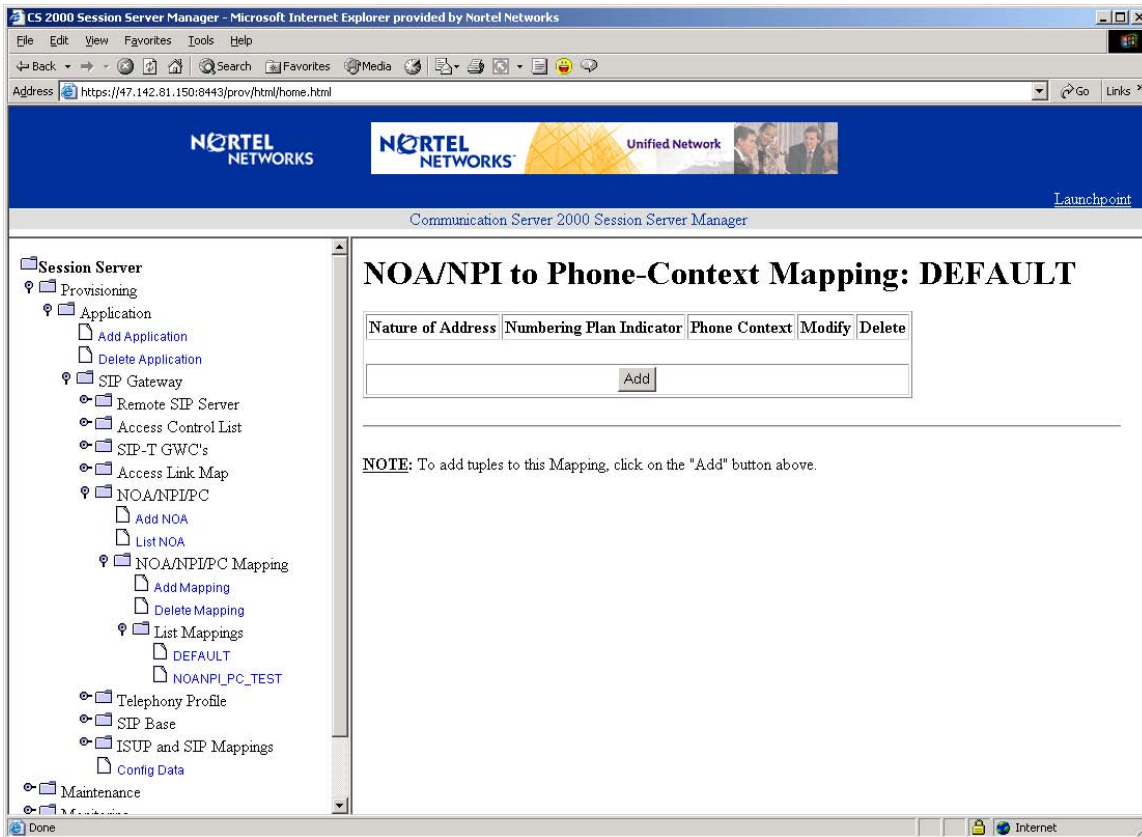 CS 2000 Session Server Manager - Microsoft Internet Explorer provided by Nortel Networks
File Edit View Favorites Tools Help
Back Search Favorites Media
Address https://47.142.81.150:8443/prov/html/home.html Go Links »
NORTEL NETWORKS
NORTEL NETWORKS Unified Network
Launchpoint
Communication Server 2000 Session Server Manager
Session Server
Provisioning
Application
Add Application
Delete Application
SIP Gateway
Remote SIP Server
Access Control List
SIP-T GWC's
Access Link Map
NOA/NPI/PC
Add NOA
List NOA
NOA/NPI/PC Mapping
Add Mapping
Delete Mapping
List Mappings
DEFAULT
NOANPI_PC_TEST
Telephony Profile
SIP Base
ISUP and SIP Mappings
Config Data
Maintenance
NOA/NPI to Phone-Context Mapping: DEFAULT
Nature of Address Numbering Plan Indicator Phone Context Modify Delete
Add
NOTE: To add tuples to this Mapping, click on the "Add" button above.
Done Internet